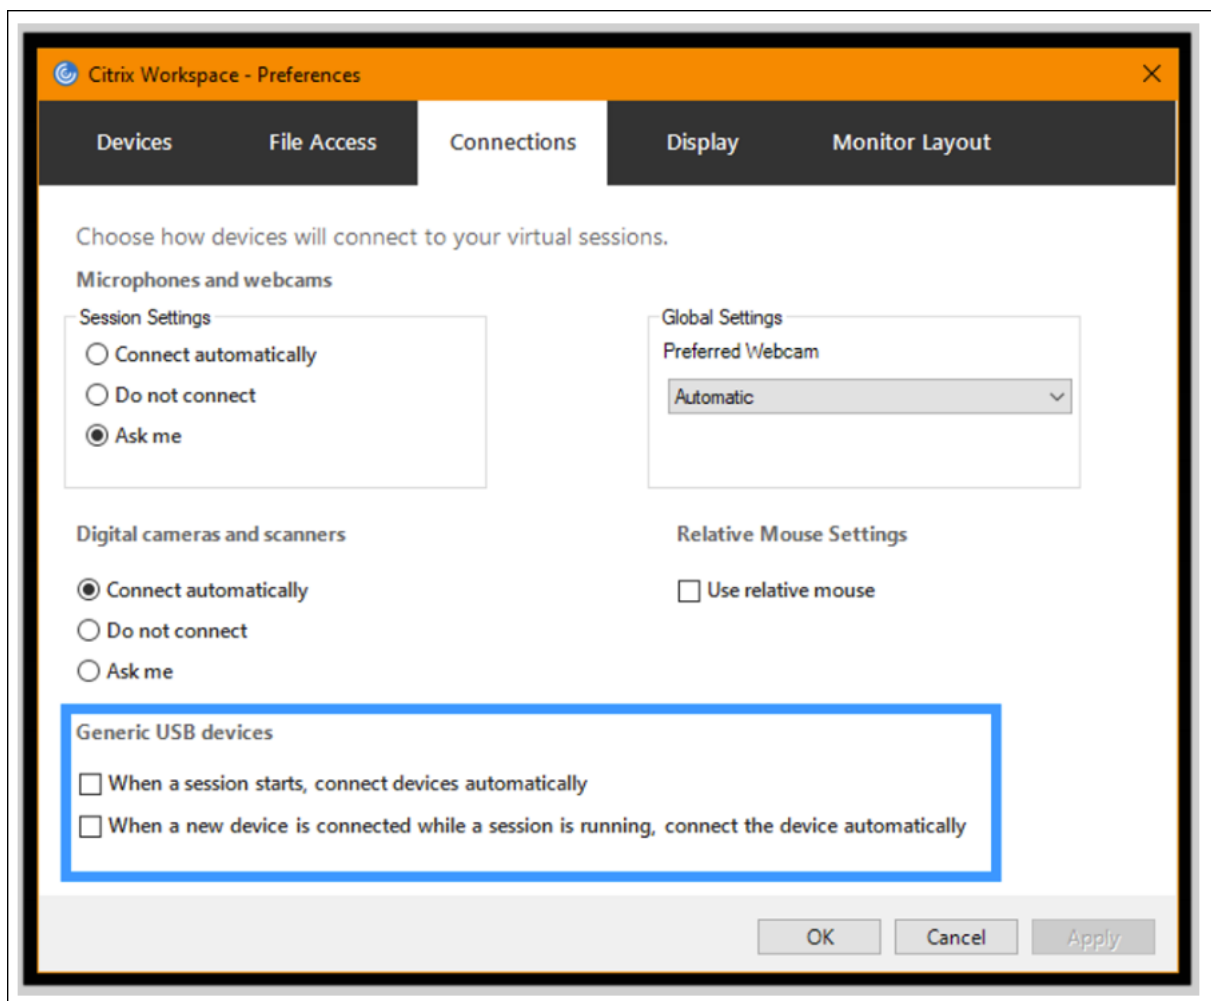 Citrix Workspace - Preferences
Devices
File Access
Connections
Display
Monitor Layout
Choose how devices will connect to your virtual sessions.
Microphones and webcams
Session Settings
Connect automatically
Do not connect
Ask me
Global Settings
Preferred Webcam
Automatic
Digital cameras and scanners
Connect automatically
Do not connect
Ask me
Relative Mouse Settings
Use relative mouse
Generic USB devices
When a session starts, connect devices automatically
When a new device is connected while a session is running, connect the device automatically
OK
Cancel
Apply